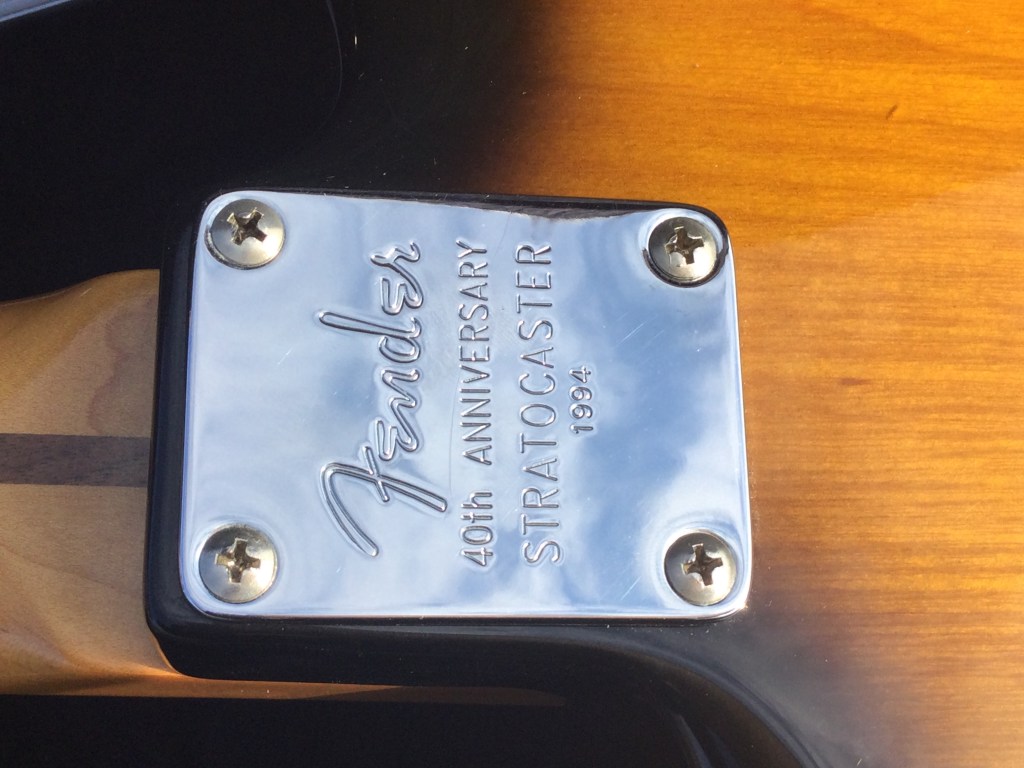 Fender
40th ANNIVERSARY
STRATOCASTER
1994